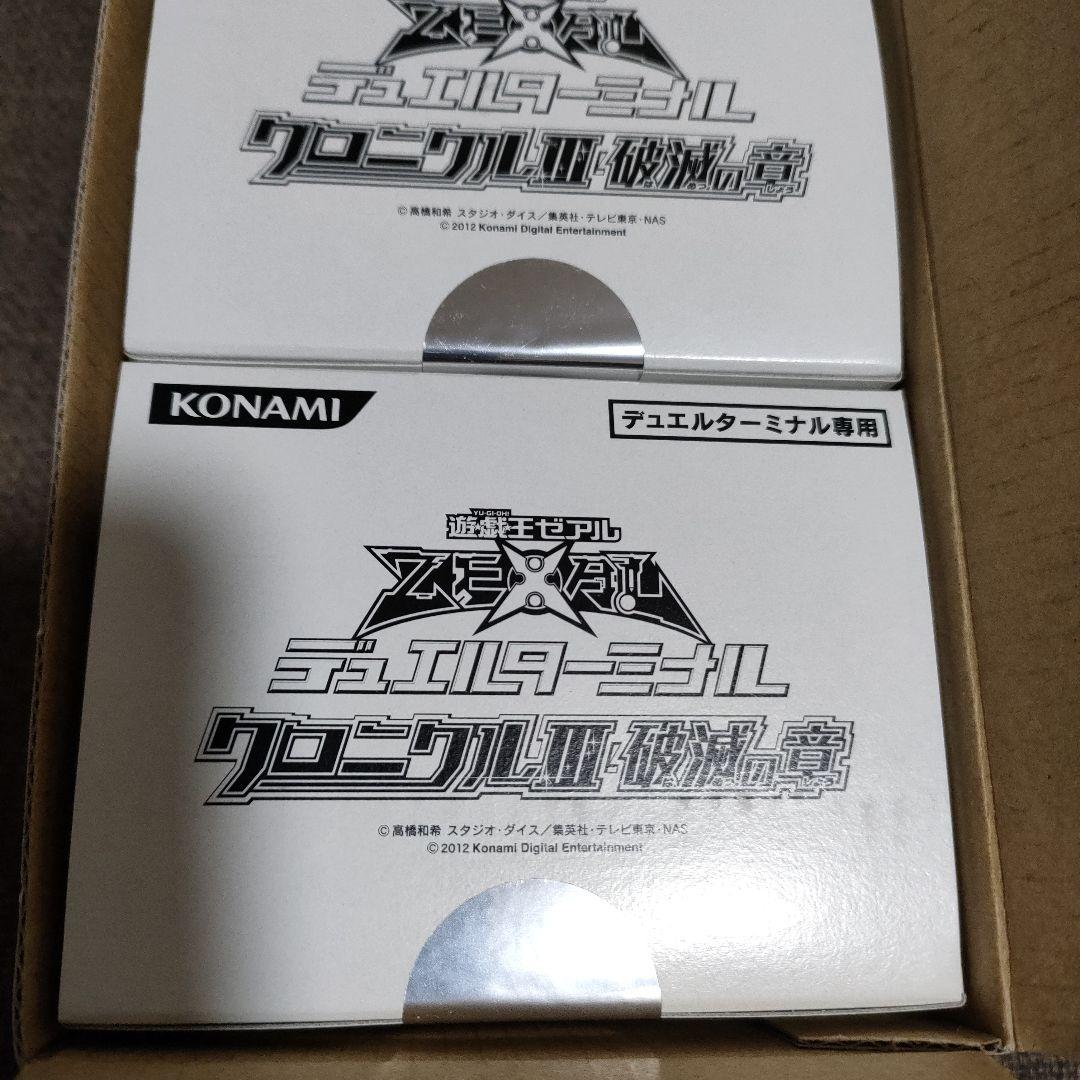 ZEXAL
デュエルターミナル
クロニクルⅢ 破滅の章
©高橋和希 スタジオ・ダイス／集英社・テレビ東京・NAS
© 2012 Konami Digital Entertainment
KONAMI
デュエルターミナル専用
YU-GI-OH!
遊☆戯☆王ゼアル
ZEXAL
デュエルターミナル
クロニクルⅢ 破滅の章
©高橋和希 スタジオ・ダイス／集英社・テレビ東京・NAS
© 2012 Konami Digital Entertainment